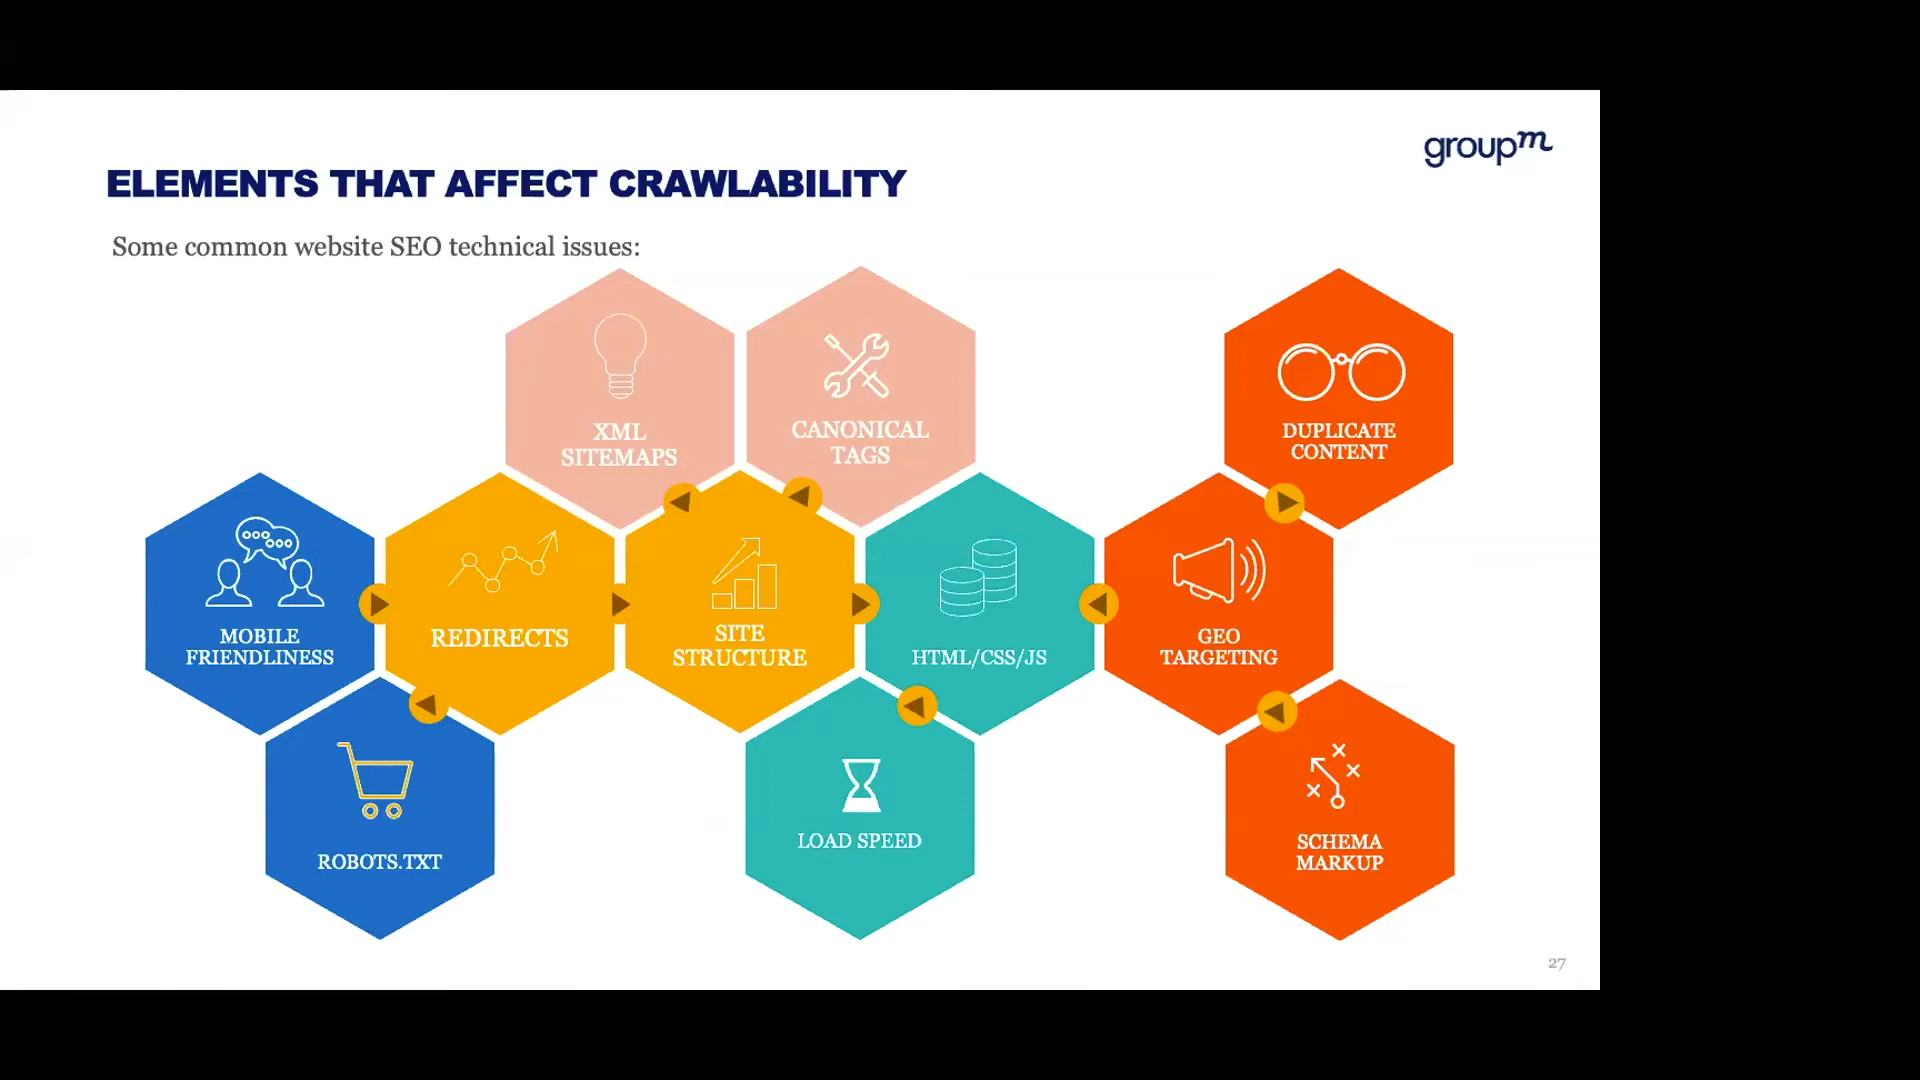 groupm
ELEMENTS THAT AFFECT CRAWLABILITY
Some common website SEO technical issues:
XML
SITEMAPS
CANONICAL
TAGS
DUPLICATE
CONTENT
MOBILE
FRIENDLINESS
REDIRECTS
SITE
STRUCTURE
HTML/CSS/JS
GEO
TARGETING
ROBOTS.TXT
LOAD SPEED
SCHEMA
MARKUP
27